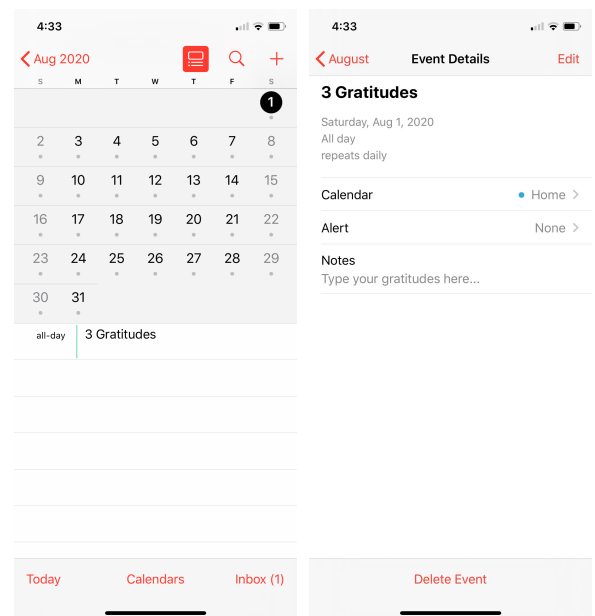 4:33
Aug 2020
S M T W T F S
1
2 3 4 5 6 7 8
9 10 11 12 13 14 15
16 17 18 19 20 21 22
23 24 25 26 27 28 29
30 31
all-day 3 Gratitudes
Today Calendars Inbox (1)
4:33
August Event Details Edit
3 Gratitudes
Saturday, Aug 1, 2020
All day
repeats daily
Calendar Home
Alert None
Notes
Type your gratitudes here...
Delete Event